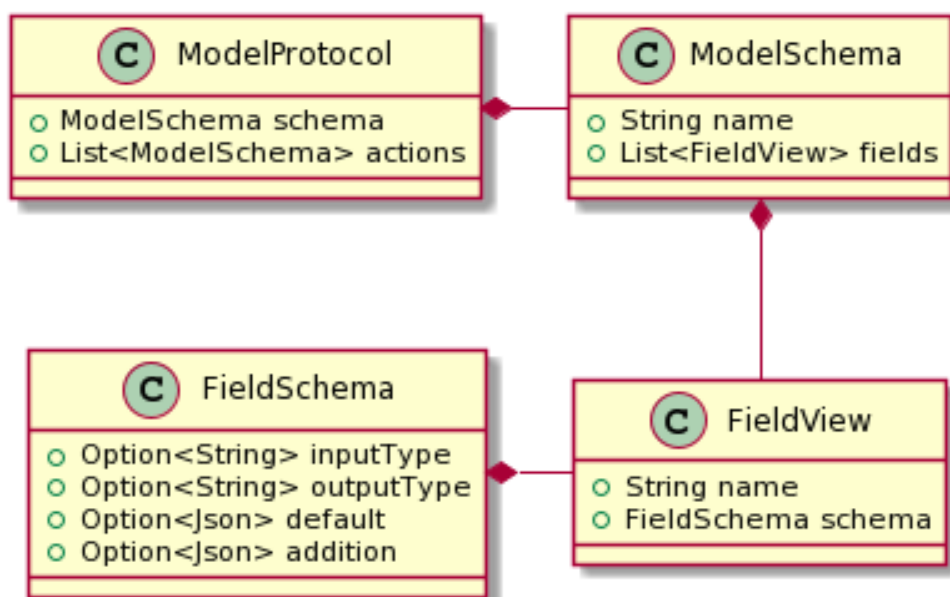 C ModelProtocol
ModelSchema schema
List<ModelSchema> actions
C ModelSchema
String name
List<FieldView> fields
C FieldSchema
Option<String> inputType
Option<String> outputType
Option<Json> default
Option<Json> addition
C FieldView
String name
FieldSchema schema